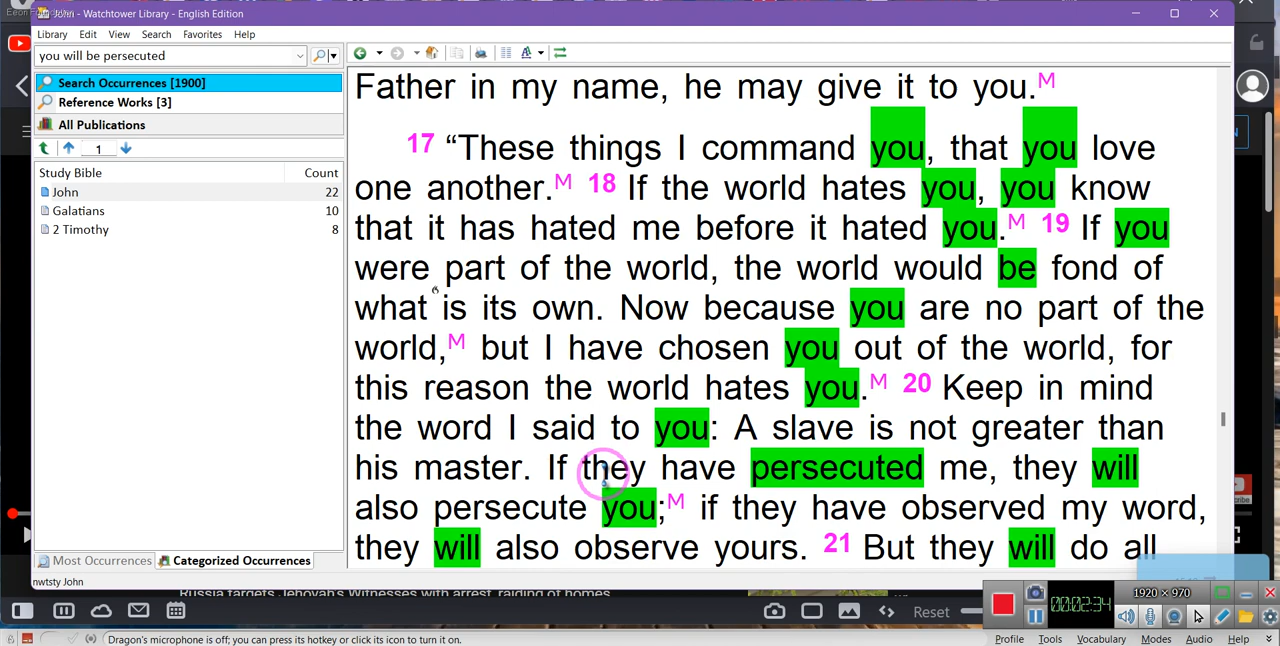 John - Watchtower Library - English Edition
Library Edit View Search Favorites Help
you will be persecuted
Search Occurrences [1900]
Reference Works [3]
All Publications
1
Study Bible Count
John 22
Galatians 10
2 Timothy 8
Most Occurrences Categorized Occurrences
nwtsty John
Father in my name, he may give it to you.M
17 “These things I command you, that you love
one another.M 18 If the world hates you, you know
that it has hated me before it hated you.M 19 If you
were part of the world, the world would be fond of
what is its own. Now because you are no part of the
world,M but I have chosen you out of the world, for
this reason the world hates you.M 20 Keep in mind
the word I said to you: A slave is not greater than
his master. If they have persecuted me, they will
also persecute you;M if they have observed my word,
they will also observe yours. 21 But they will do all
Russia targets Jehovah's Witnesses with arrest, raiding of homes
Reset
00:02:34
1920 × 970
Dragon's microphone is off; you can press its hotkey or click its icon to turn it on.
Profile Tools Vocabulary Modes Audio Help